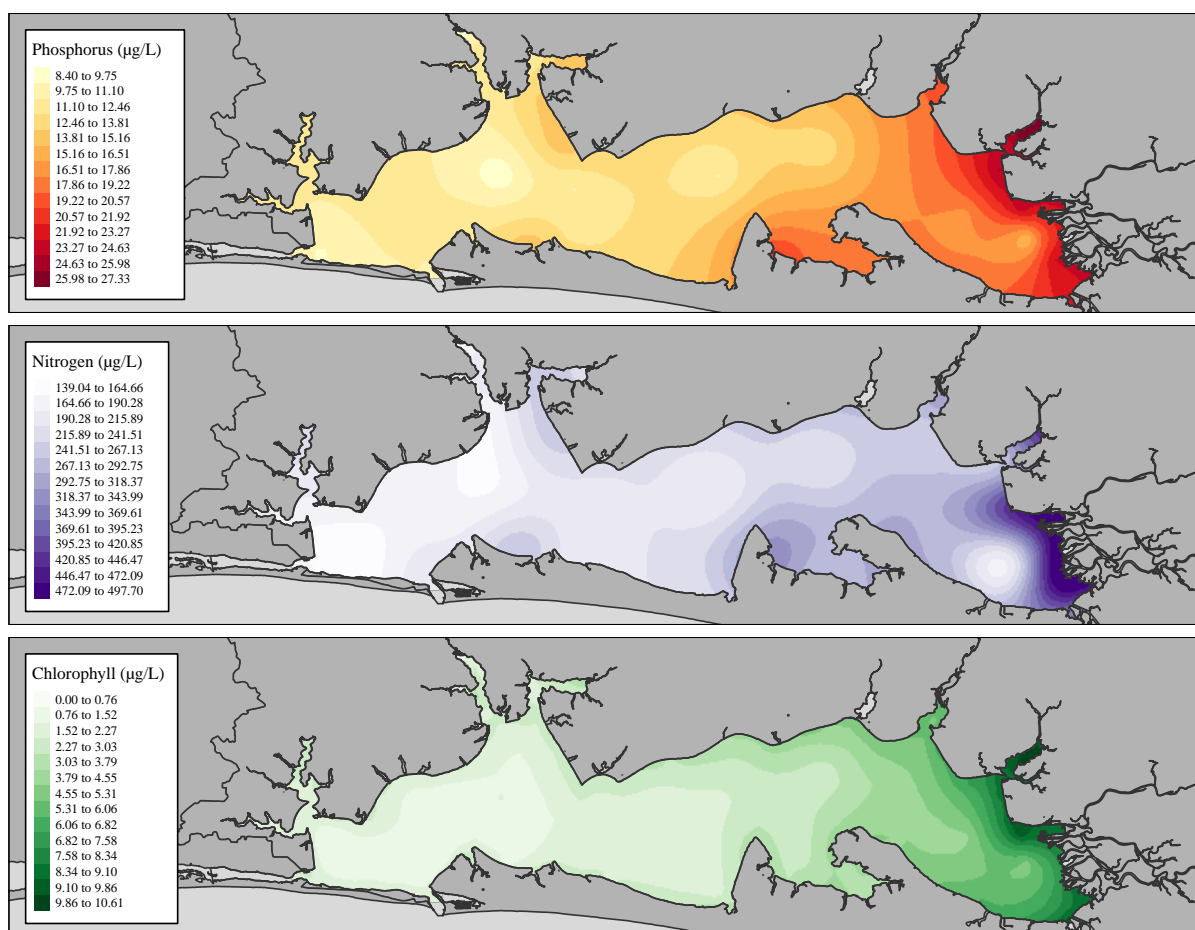 Phosphorus (µg/L)
8.40 to 9.75
9.75 to 11.10
11.10 to 12.46
12.46 to 13.81
13.81 to 15.16
15.16 to 16.51
16.51 to 17.86
17.86 to 19.22
19.22 to 20.57
20.57 to 21.92
21.92 to 23.27
23.27 to 24.63
24.63 to 25.98
25.98 to 27.33
Nitrogen (µg/L)
139.04 to 164.66
164.66 to 190.28
190.28 to 215.89
215.89 to 241.51
241.51 to 267.13
267.13 to 292.75
292.75 to 318.37
318.37 to 343.99
343.99 to 369.61
369.61 to 395.23
395.23 to 420.85
420.85 to 446.47
446.47 to 472.09
472.09 to 497.70
Chlorophyll (µg/L)
0.00 to 0.76
0.76 to 1.52
1.52 to 2.27
2.27 to 3.03
3.03 to 3.79
3.79 to 4.55
4.55 to 5.31
5.31 to 6.06
6.06 to 6.82
6.82 to 7.58
7.58 to 8.34
8.34 to 9.10
9.10 to 9.86
9.86 to 10.61